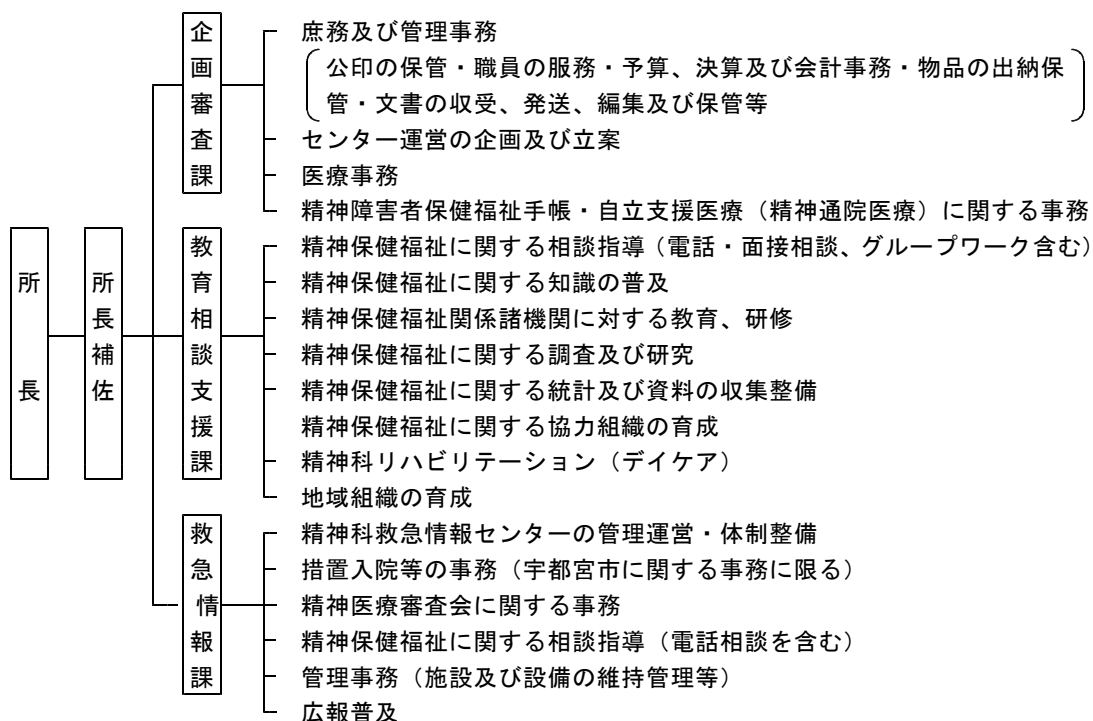 所長
所長補佐
企画審査課
庶務及び管理事務
公印の保管・職員の服務・予算、決算及び会計事務・物品の出納保
管・文書の収受、発送、編集及び保管等
センター運営の企画及び立案
医療事務
精神障害者保健福祉手帳・自立支援医療（精神通院医療）に関する事務
教育相談支援課
精神保健福祉に関する相談指導（電話・面接相談、グループワーク含む）
精神保健福祉に関する知識の普及
精神保健福祉関係諸機関に対する教育、研修
精神保健福祉に関する調査及び研究
精神保健福祉に関する統計及び資料の収集整備
精神保健福祉に関する協力組織の育成
精神科リハビリテーション（デイケア）
地域組織の育成
救急情報課
精神科救急情報センターの管理運営・体制整備
措置入院等の事務（宇都宮市に関する事務に限る）
精神医療審査会に関する事務
精神保健福祉に関する相談指導（電話相談を含む）
管理事務（施設及び設備の維持管理等）
広報普及